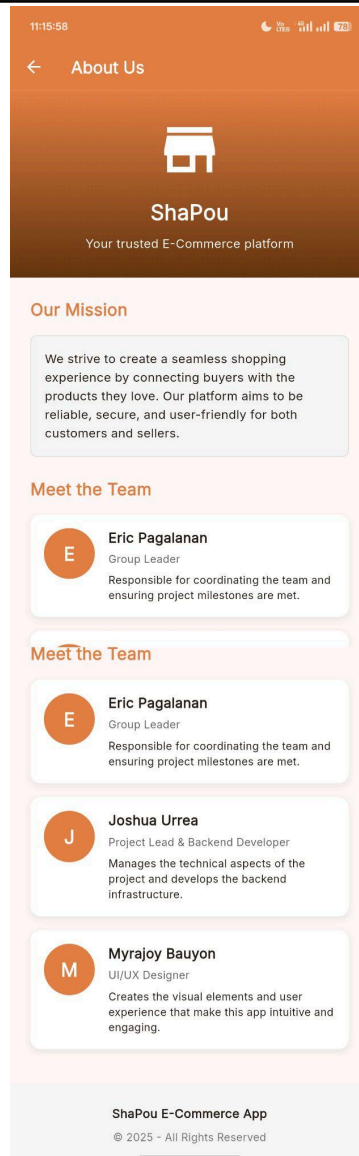 11:15:58
Vo LTE5 4G 78
About Us
ShaPou
Your trusted E-Commerce platform
Our Mission
We strive to create a seamless shopping
experience by connecting buyers with the
products they love. Our platform aims to be
reliable, secure, and user-friendly for both
customers and sellers.
Meet the Team
E
Eric Pagalanan
Group Leader
Responsible for coordinating the team and
ensuring project milestones are met.
Meet the Team
E
Eric Pagalanan
Group Leader
Responsible for coordinating the team and
ensuring project milestones are met.
J
Joshua Urrea
Project Lead & Backend Developer
Manages the technical aspects of the
project and develops the backend
infrastructure.
M
Myrajoy Bauyon
UI/UX Designer
Creates the visual elements and user
experience that make this app intuitive and
engaging.
ShaPou E-Commerce App
© 2025 - All Rights Reserved